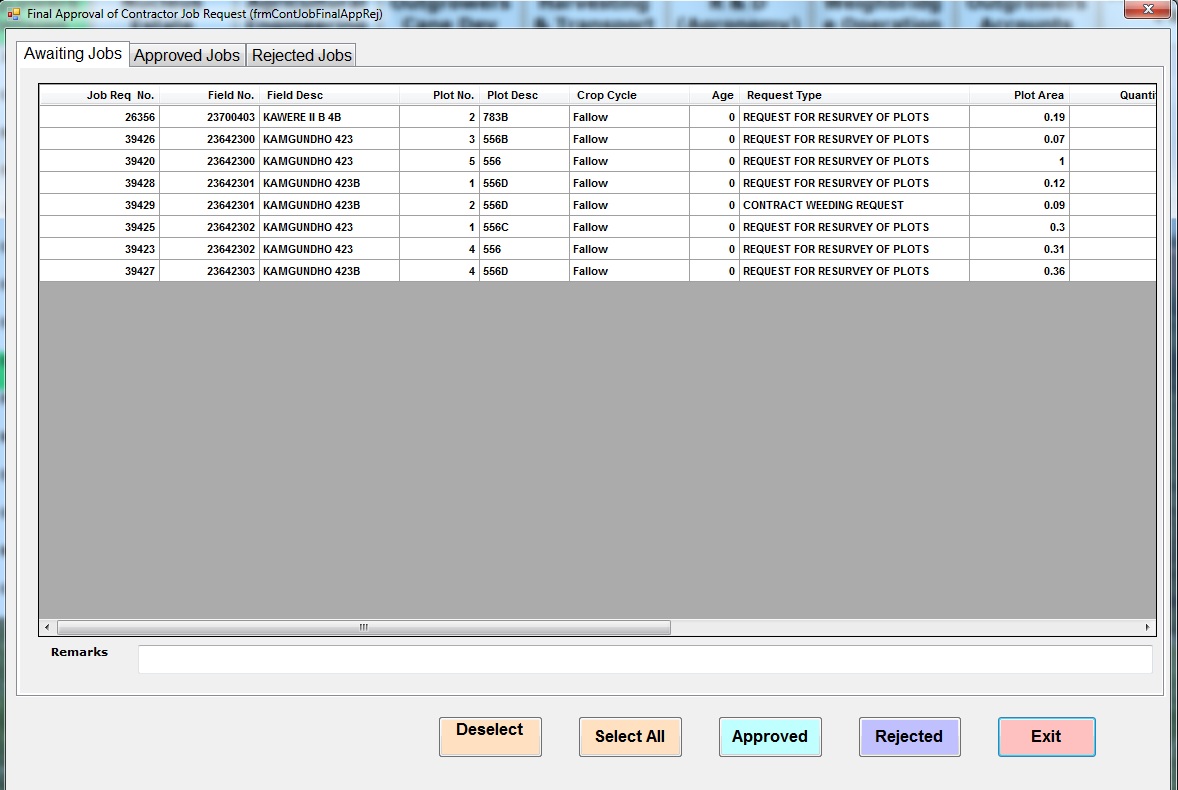 Final Approval of Contractor Job Request (frmContJobFinalAppRej)
Awaiting Jobs Approved Jobs Rejected Jobs
Job Req No. Field No. Field Desc Plot No. Plot Desc Crop Cycle Age Request Type Plot Area Quanti
26356 23700403 KAWERE II B 4B 2 783B Fallow 0 REQUEST FOR RESURVEY OF PLOTS 0.19
39426 23642300 KAMGUNDHO 423 3 556B Fallow 0 REQUEST FOR RESURVEY OF PLOTS 0.07
39420 23642300 KAMGUNDHO 423 5 556 Fallow 0 REQUEST FOR RESURVEY OF PLOTS 1
39428 23642301 KAMGUNDHO 423B 1 556D Fallow 0 REQUEST FOR RESURVEY OF PLOTS 0.12
39429 23642301 KAMGUNDHO 423B 2 556D Fallow 0 CONTRACT WEEDING REQUEST 0.09
39425 23642302 KAMGUNDHO 423 1 556C Fallow 0 REQUEST FOR RESURVEY OF PLOTS 0.3
39423 23642302 KAMGUNDHO 423 4 556 Fallow 0 REQUEST FOR RESURVEY OF PLOTS 0.31
39427 23642303 KAMGUNDHO 423B 4 556D Fallow 0 REQUEST FOR RESURVEY OF PLOTS 0.36
Remarks
Deselect Select All Approved Rejected Exit